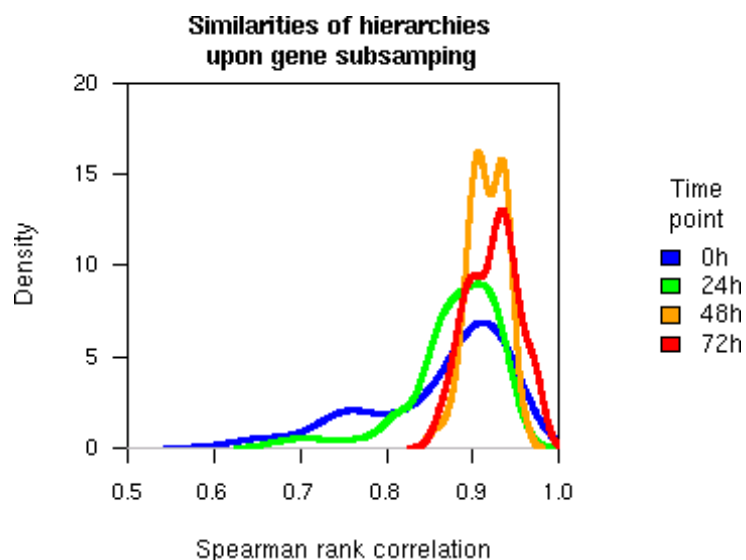 Similarities of hierarchies
upon gene subsamping
20
15
10
5
0
Density
0.5 0.6 0.7 0.8 0.9 1.0
Spearman rank correlation
Time
point
0h
24h
48h
72h